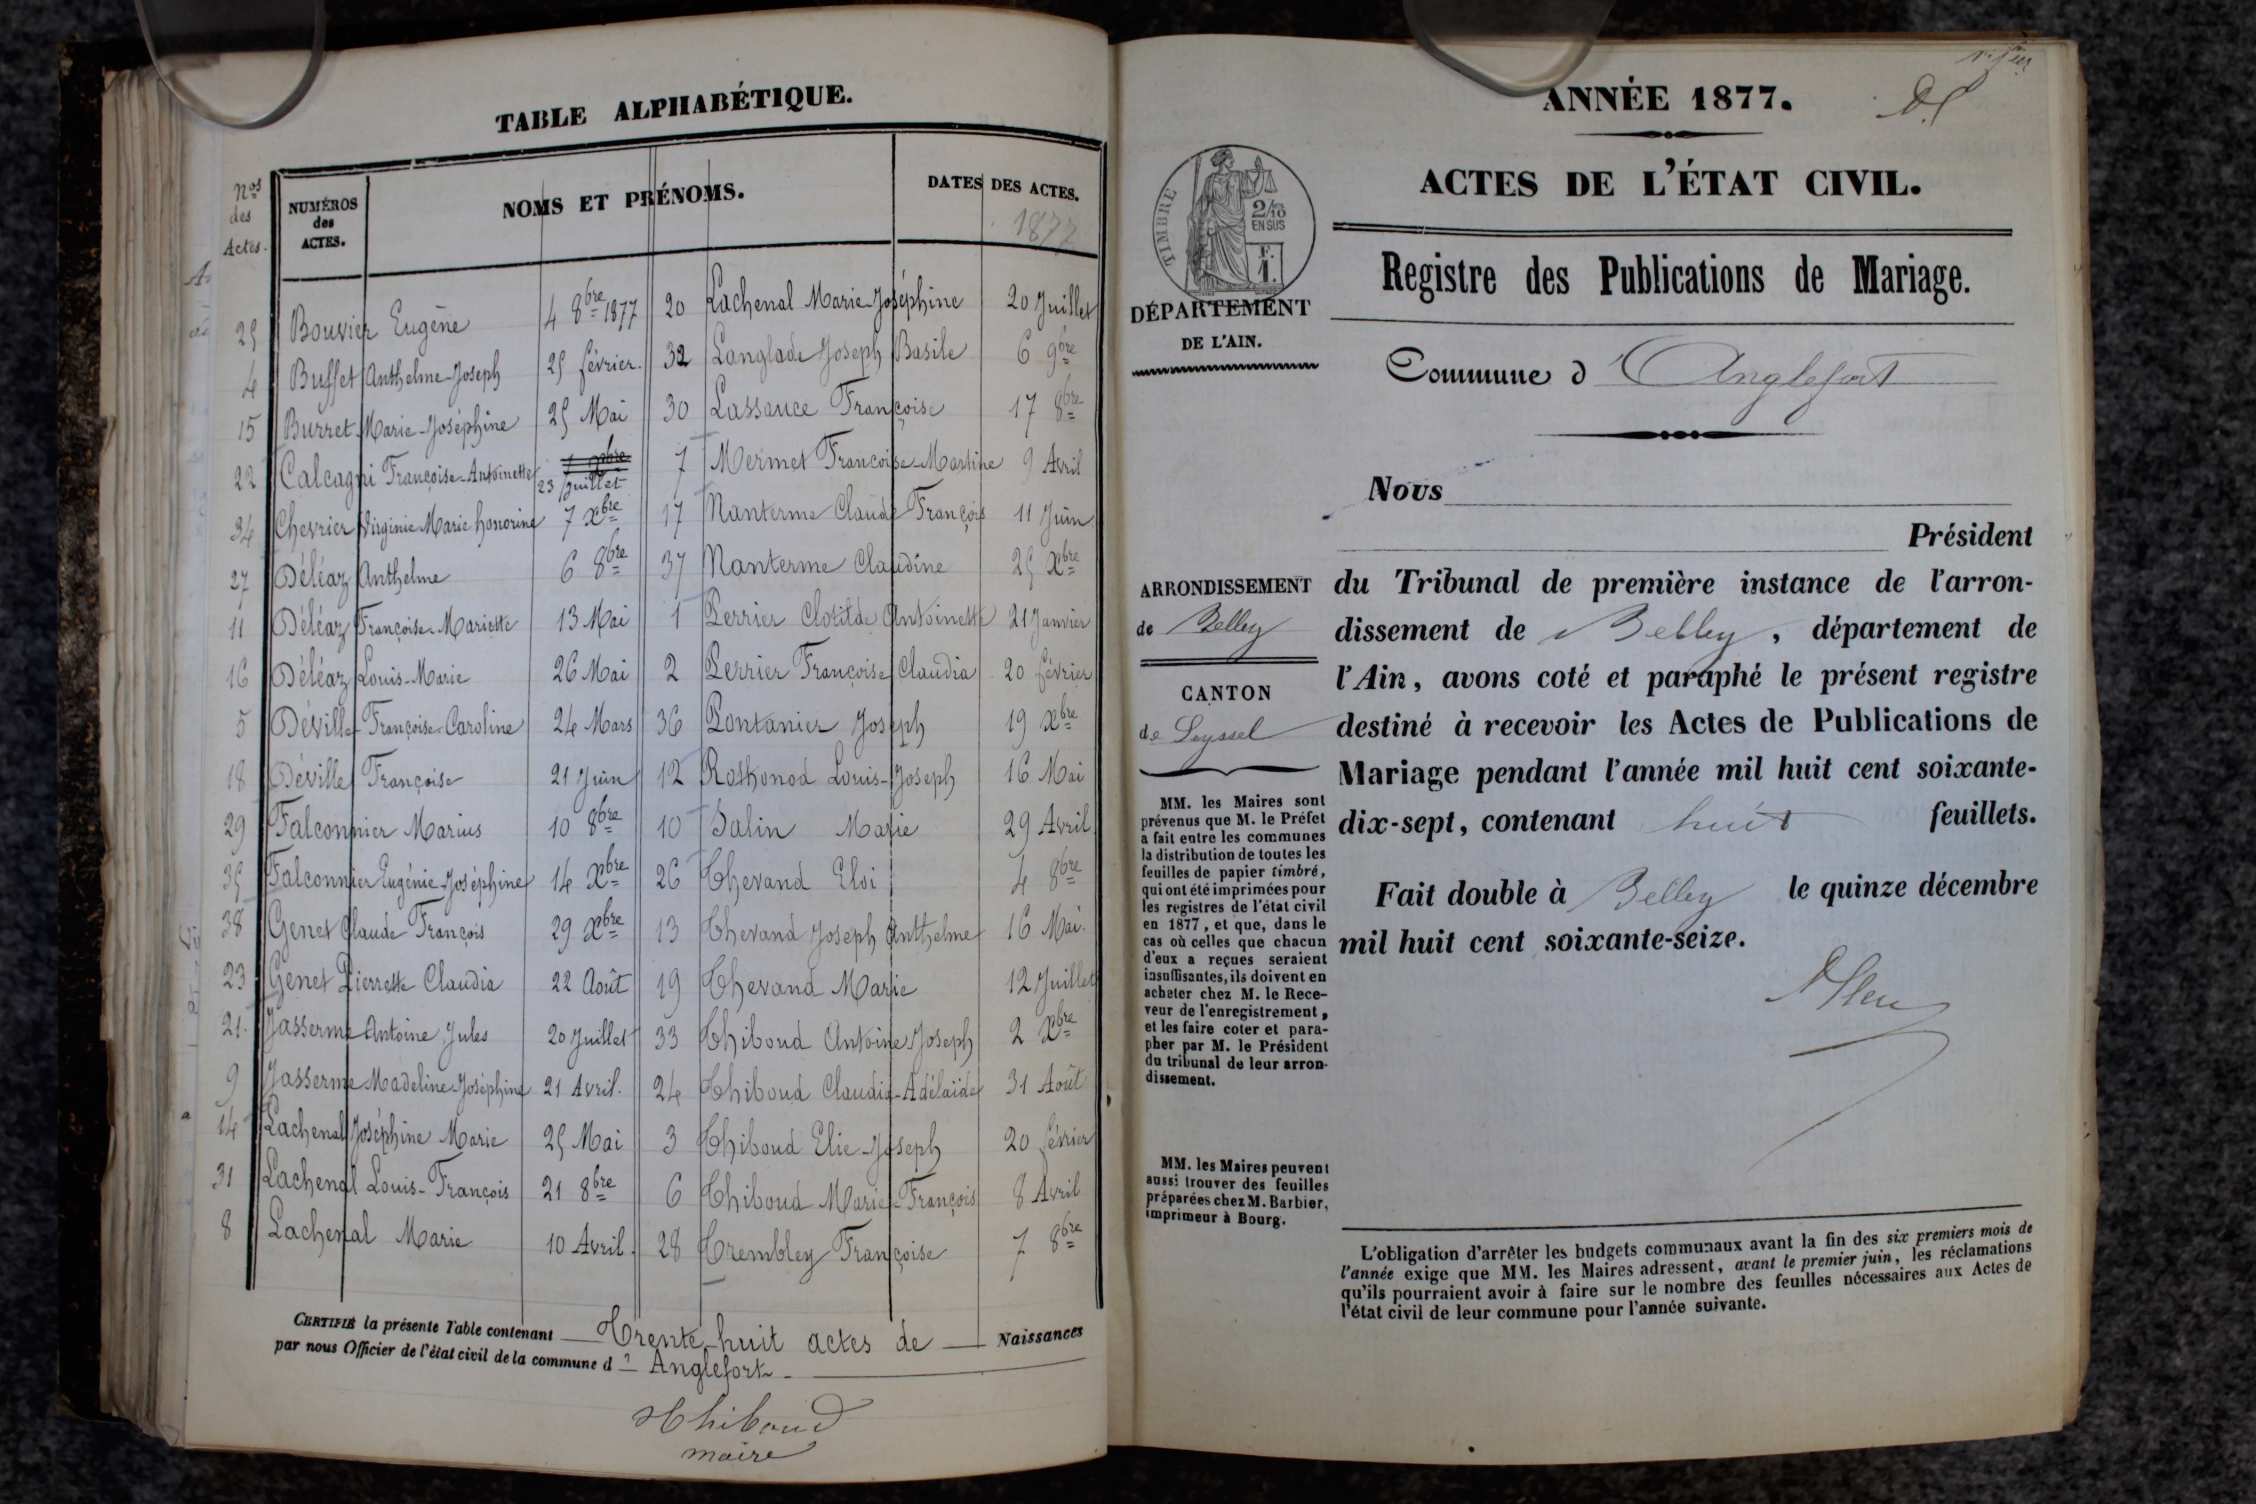 TABLE ALPHABÉTIQUE.
Nos
des
Actes.
NUMÉROS
des
ACTES.
NOMS ET PRÉNOMS.
DATES DES ACTES.
1877
25 Bouvier Eugène 4 8bre 1877
4 Buffet Anthelme-Joseph 25 février.
15 Burret Marie-Joséphine 25 Mai
22 Calcagni Françoise-Antoinette 23 Juillet
34 Chevrier Virginie Marie honorine 7 Xbre
27 Déléaz Anthelme 6 8bre
11 Déléaz Françoise-Mariette 13 Mai
16 Déléaz Louis-Marie 26 Mai
5 Déville Françoise-Caroline 24 Mars
18 Déville Françoise 21 Juin
29 Falconnier Marius 10 8bre
35 Falconnier Eugénie-Joséphine 14 Xbre
38 Genet Claude François 29 Xbre
23 Genet Pierrette Claudia 22 Août
21. Jasserme Antoine Jules 20 Juillet
9 Jasserme Madeline-Joséphine 21 Avril.
14 Lachenal Joséphine Marie 25 Mai
31 Lachenal Louis-François 21 8bre
8 Lachenal Marie 10 Avril.
20 Lachenal Marie-Joséphine 20 Juillet
32 Langlade Joseph Basile 6 9bre
30 Lassauce Françoise 17 8bre
7 Mermet Françoise-Martine 9 Avril
17 Nanterme Claude François 11 Juin
37 Nanterme Claudine 25 Xbre
1 Perrier Clotilde Antoinette 21 Janvier
2 Perrier Françoise Claudia 20 février
36 Pontanier Joseph 19 Xbre
12 Rothonod Louis-Joseph 16 Mai
10 Salin Marie 29 Avril
26 Thevand Eloi 4 8bre
13 Thevand Joseph Anthelme 16 Mai.
19 Thevand Marie 12 Juillet
33 Thiboud Antoine Joseph 2 Xbre
24 Thiboud Claudia-Adélaïde 31 Août
3 Thiboud Elie-Joseph 20 février
6 Thiboud Marie-François 8 Avril
28 Trembley Françoise 7 8bre
CERTIFIÉ la présente Table contenant Trente-huit actes de Naissances
par nous Officier de l'état civil de la commune d' Anglefort
Thiboud
maire
ANNÉE 1877.
ACTES DE L'ÉTAT CIVIL.
TIMBRE
2/10
EN SUS
F.
1.
DÉPARTEMENT
DE L'AIN.
Registre des Publications de Mariage.
Commune d'Anglefort
Nous
Président
ARRONDISSEMENT
de Belley
CANTON
de Seyssel
du Tribunal de première instance de l'arron-
dissement de Belley, département de
l'Ain, avons coté et paraphé le présent registre
destiné à recevoir les Actes de Publications de
Mariage pendant l'année mil huit cent soixante-
dix-sept, contenant huit feuillets.
Fait double à Belley le quinze décembre
mil huit cent soixante-seize.
MM. les Maires sont
prévenus que M. le Préfet
a fait entre les communes
la distribution de toutes les
feuilles de papier timbré,
qui ont été imprimées pour
les registres de l'état civil
en 1877, et que, dans le
cas où celles que chacun
d'eux a reçues seraient
insuffisantes, ils doivent en
acheter chez M. le Rece-
veur de l'enregistrement,
et les faire coter et para-
pher par M. le Président
du tribunal de leur arron-
dissement.
MM. les Maires peuvent
aussi trouver des feuilles
préparées chez M. Barbier,
imprimeur à Bourg.
L'obligation d'arrêter les budgets communaux avant la fin des six premiers mois de
l'année exige que MM. les Maires adressent, avant le premier juin, les réclamations
qu'ils pourraient avoir à faire sur le nombre des feuilles nécessaires aux Actes de
l'état civil de leur commune pour l'année suivante.